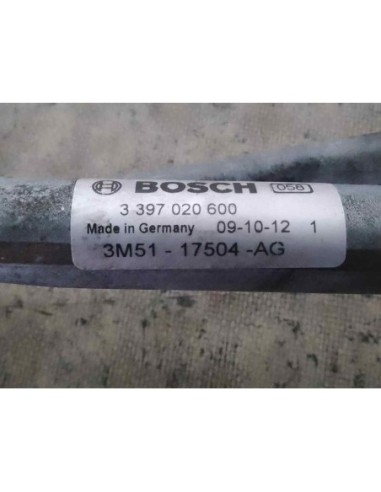 BOSCH 058
3 397 020 600
Made in Germany 09-10-12 1
3M51 - 17504 -AG